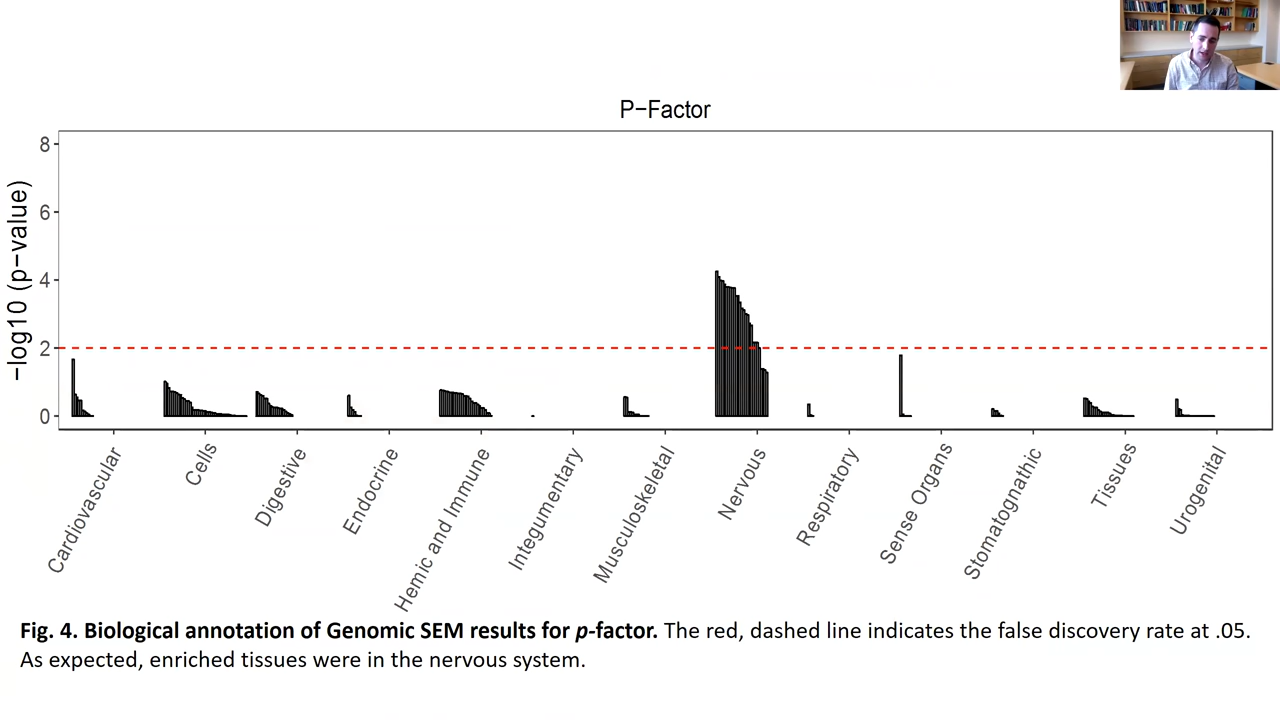 P−Factor
−log10 (p−value)
8
6
4
2
0
Cardiovascular
Cells
Digestive
Endocrine
Hemic and Immune
Integumentary
Musculoskeletal
Nervous
Respiratory
Sense Organs
Stomatognathic
Tissues
Urogenital
Fig. 4. Biological annotation of Genomic SEM results for p-factor. The red, dashed line indicates the false discovery rate at .05.
As expected, enriched tissues were in the nervous system.